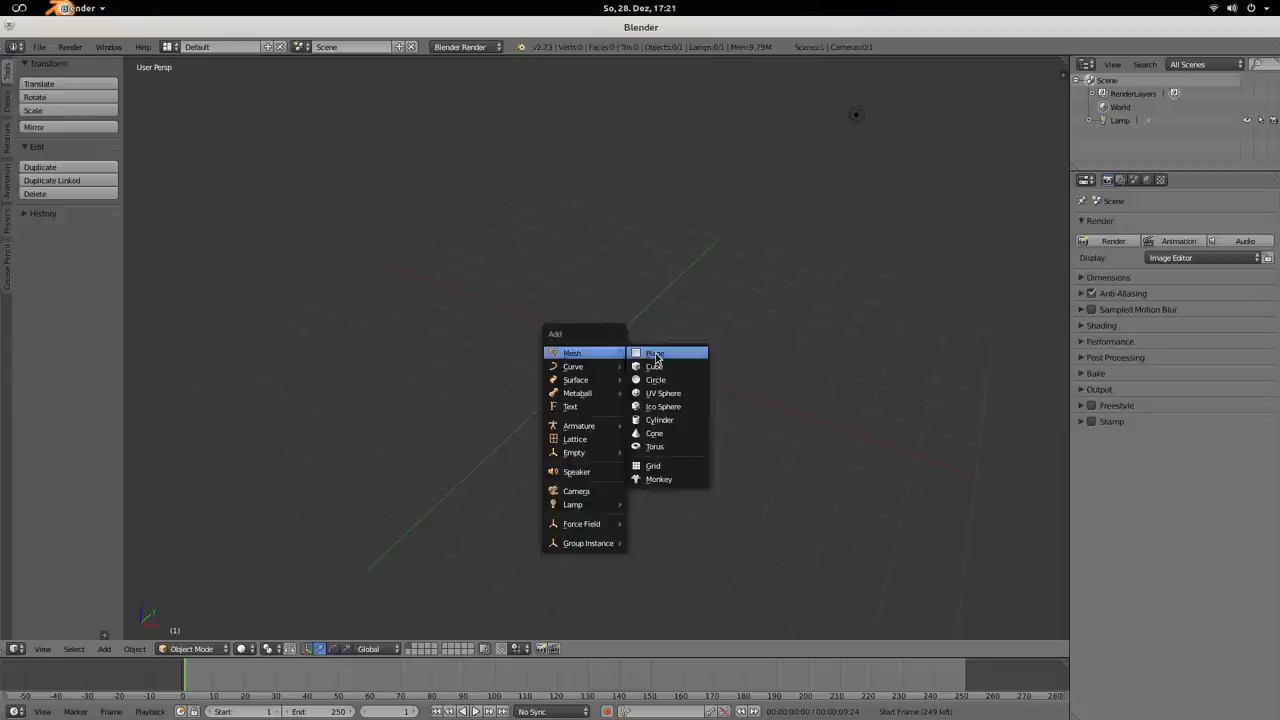 Blender
So, 28. Dez, 17:21
Blender
File Render Window Help Default Scene Blender Render v2.73 | Verts:0 | Faces:0 | Tris:0 | Objects:0/1 | Lamps:0/1 | Mem:9.79M Scenes:1 | Cameras:0/1
Tools
Create
Relations
Animation
Physics
Grease Pencil
Transform
Translate
Rotate
Scale
Mirror
Edit
Duplicate
Duplicate Linked
Delete
History
User Persp
Add
Mesh
Curve
Surface
Metaball
Text
Armature
Lattice
Empty
Speaker
Camera
Lamp
Force Field
Group Instance
Plane
Cube
Circle
UV Sphere
Ico Sphere
Cylinder
Cone
Torus
Grid
Monkey
(1)
View Search All Scenes
Scene
RenderLayers
World
Lamp
Scene
Render
Render Animation Audio
Display: Image Editor
Dimensions
Anti-Aliasing
Sampled Motion Blur
Shading
Performance
Post Processing
Bake
Output
Freestyle
Stamp
View Select Add Object Object Mode Global
-50 -40 -30 -20 -10 0 10 20 30 40 50 60 70 80 90 100 110 120 130 140 150 160 170 180 190 200 210 220 230 240 250 260 270 280
View Marker Frame Playback Start: 1 End: 250 1 No Sync 00:00:00:00 / 00:00:09:24 Start Frame (249 left)